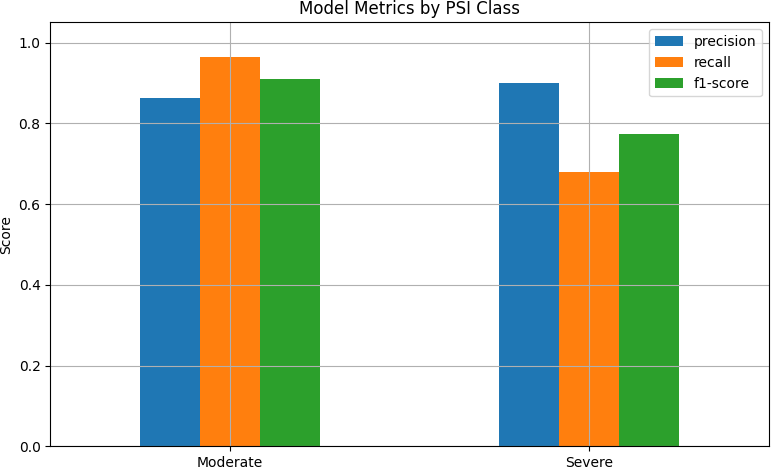 Model Metrics by PSI Class
precision
recall
f1-score
1.0
0.8
0.6
0.4
0.2
0.0
Score
Moderate
Severe